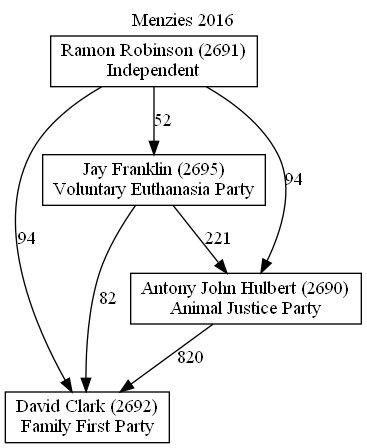 Menzies 2016
Ramon Robinson (2691)
Independent
52
Jay Franklin (2695)
Voluntary Euthanasia Party
94
94
221
Antony John Hulbert (2690)
Animal Justice Party
82
820
David Clark (2692)
Family First Party